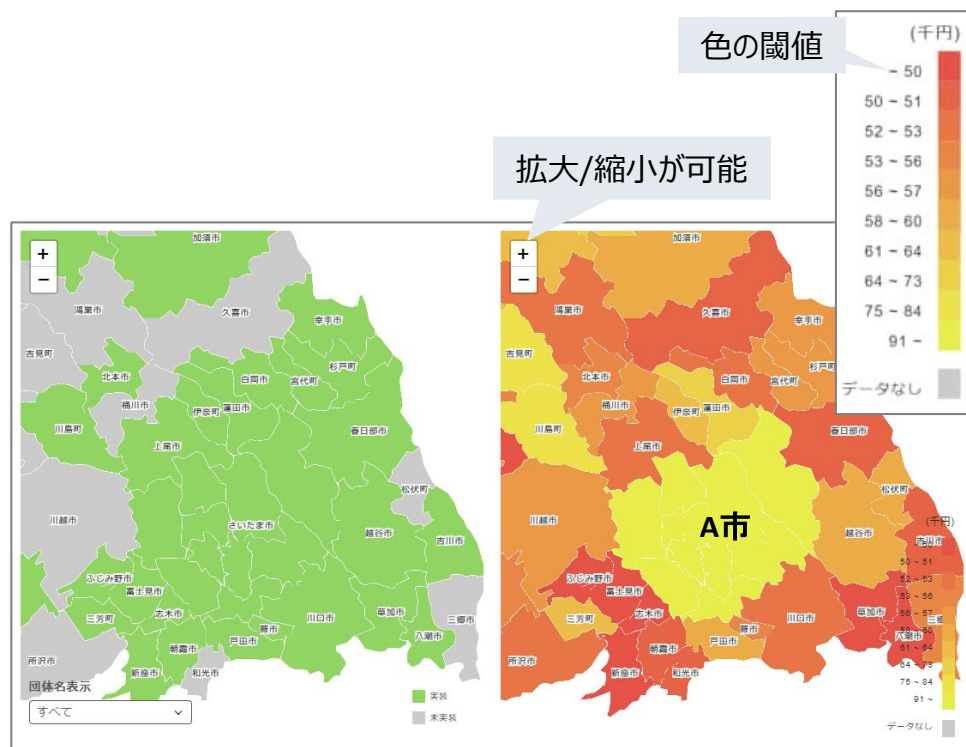 色の閾値
(千円)
~ 50
50 ~ 51
52 ~ 53
53 ~ 56
56 ~ 57
58 ~ 60
61 ~ 64
64 ~ 73
75 ~ 84
91 ~
データなし
拡大/縮小が可能
+
−
加須市
鴻巣市
久喜市
幸手市
吉見町
杉戸町
北本市
白岡市
宮代町
桶川市
伊奈町
蓮田市
川島町
上尾市
春日部市
松伏町
川越市
さいたま市
越谷市
吉川市
ふじみ野市
富士見市
三芳町
志木市
川口市
草加市
三郷市
蕨市
戸田市
八潮市
朝霞市
所沢市
新座市
和光市
団体名表示
すべて
実装
未実装
+
−
加須市
鴻巣市
久喜市
幸手市
吉見町
杉戸町
北本市
白岡市
宮代町
桶川市
伊奈町
蓮田市
川島町
上尾市
春日部市
松伏町
川越市
A市
越谷市
吉川市
ふじみ野市
富士見市
三芳町
志木市
川口市
草加市
蕨市
戸田市
八潮市
朝霞市
所沢市
新座市
和光市
(千円)
50 ~ 51
52 ~ 53
61 ~ 64
64 ~ 73
75 ~ 84
91 ~
データなし